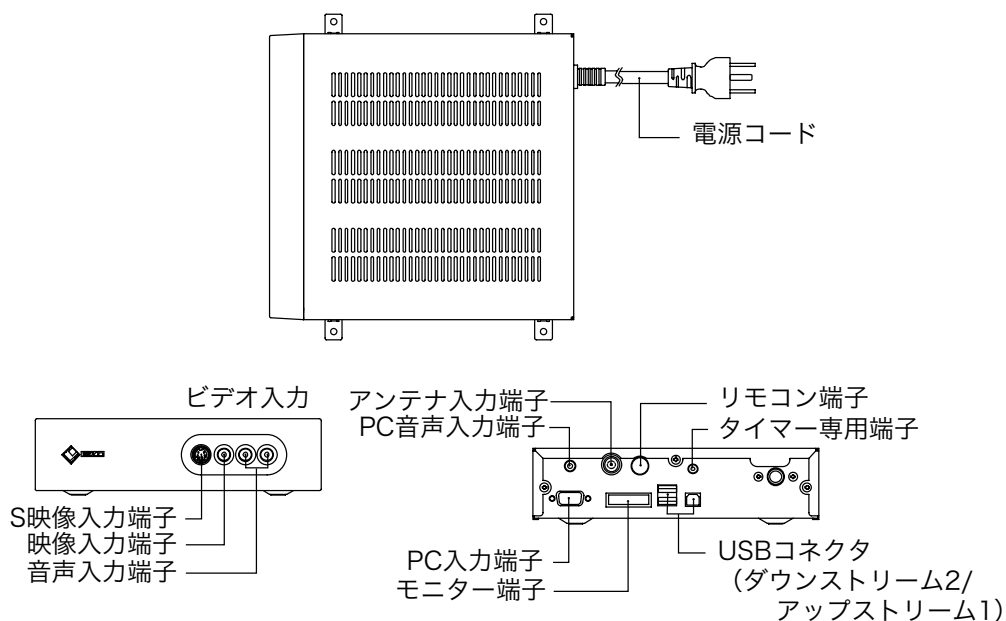 電源コード
ビデオ入力
S映像入力端子
映像入力端子
音声入力端子
アンテナ入力端子
PC音声入力端子
リモコン端子
タイマー専用端子
PC入力端子
モニター端子
USBコネクタ
（ダウンストリーム2/
アップストリーム1）